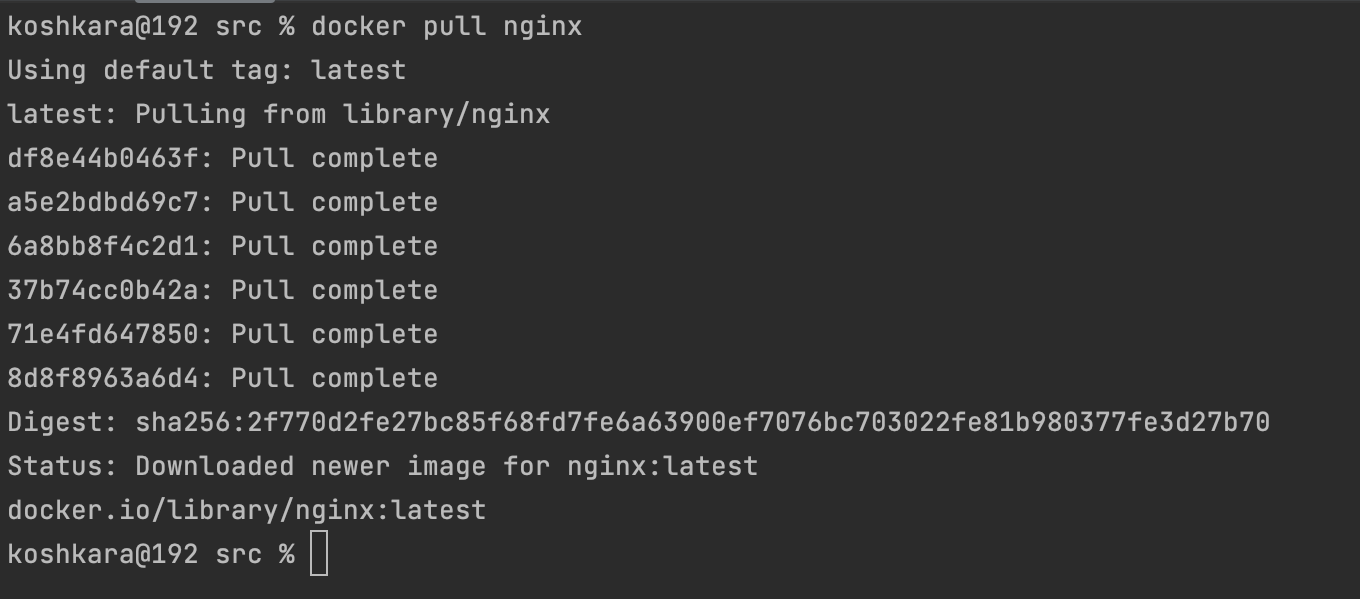 koshkara@192 src % docker pull nginx
Using default tag: latest
latest: Pulling from library/nginx
df8e44b0463f: Pull complete
a5e2bdbd69c7: Pull complete
6a8bb8f4c2d1: Pull complete
37b74cc0b42a: Pull complete
71e4fd647850: Pull complete
8d8f8963a6d4: Pull complete
Digest: sha256:2f770d2fe27bc85f68fd7fe6a63900ef7076bc703022fe81b980377fe3d27b70
Status: Downloaded newer image for nginx:latest
docker.io/library/nginx:latest
koshkara@192 src %